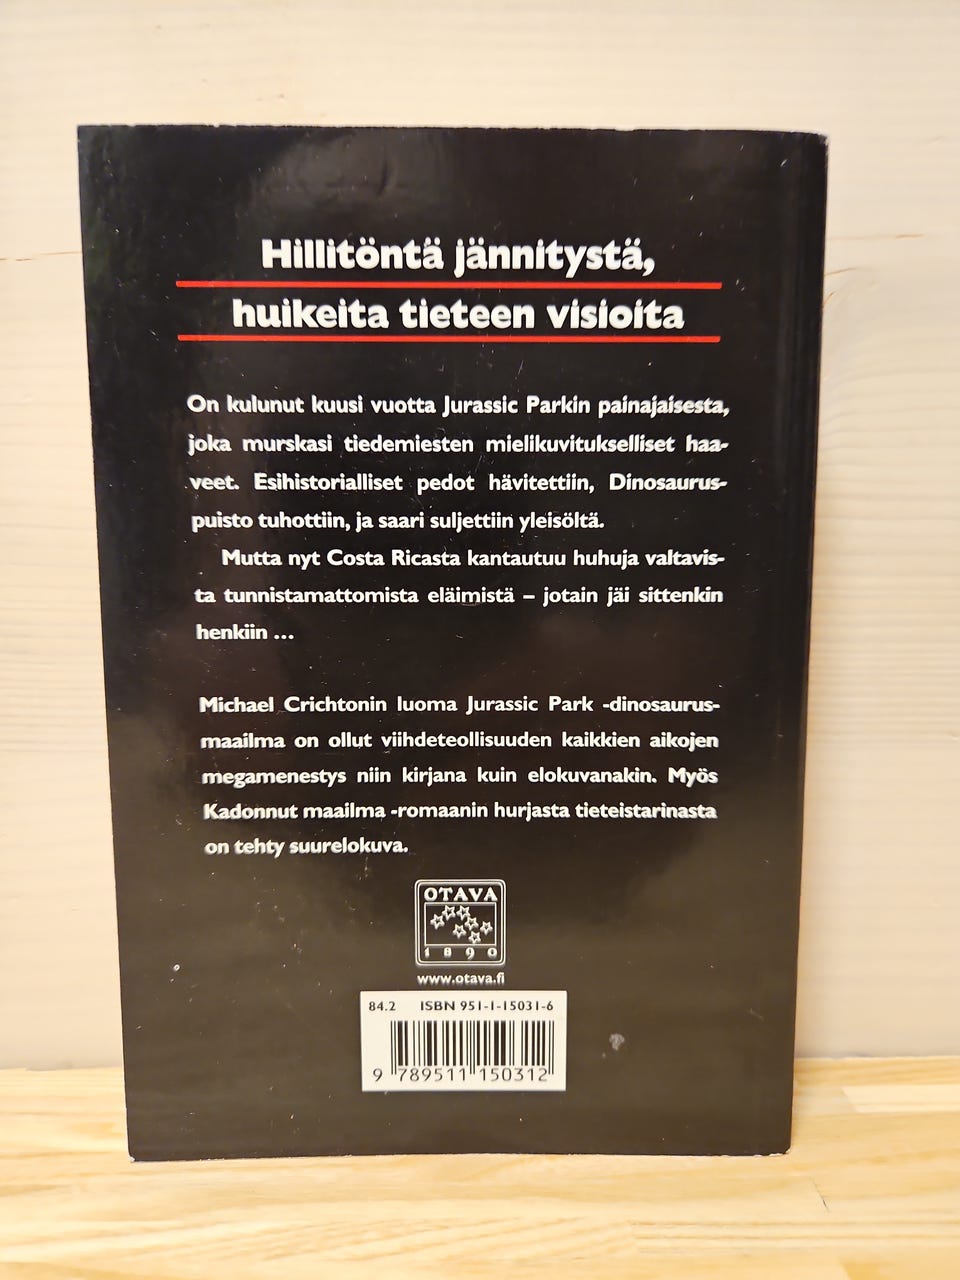 Hillitöntä jännitystä,
huikeita tieteen visioita
On kulunut kuusi vuotta Jurassic Parkin painajaisesta,
joka murskasi tiedemiesten mielikuvitukselliset haa-
veet. Esihistorialliset pedot hävitettiin, Dinosaurus-
puisto tuhottiin, ja saari suljettiin yleisöltä.
Mutta nyt Costa Ricasta kantautuu huhuja valtavis-
ta tunnistamattomista eläimistä – jotain jäi sittenkin
henkiin ...
Michael Crichtonin luoma Jurassic Park -dinosaurus-
maailma on ollut viihdeteollisuuden kaikkien aikojen
megamenestys niin kirjana kuin elokuvanakin. Myös
Kadonnut maailma -romaanin hurjasta tieteistarinasta
on tehty suurelokuva.
OTAVA
1890
www.otava.fi
84.2 ISBN 951-1-15031-6
9 789511 150312